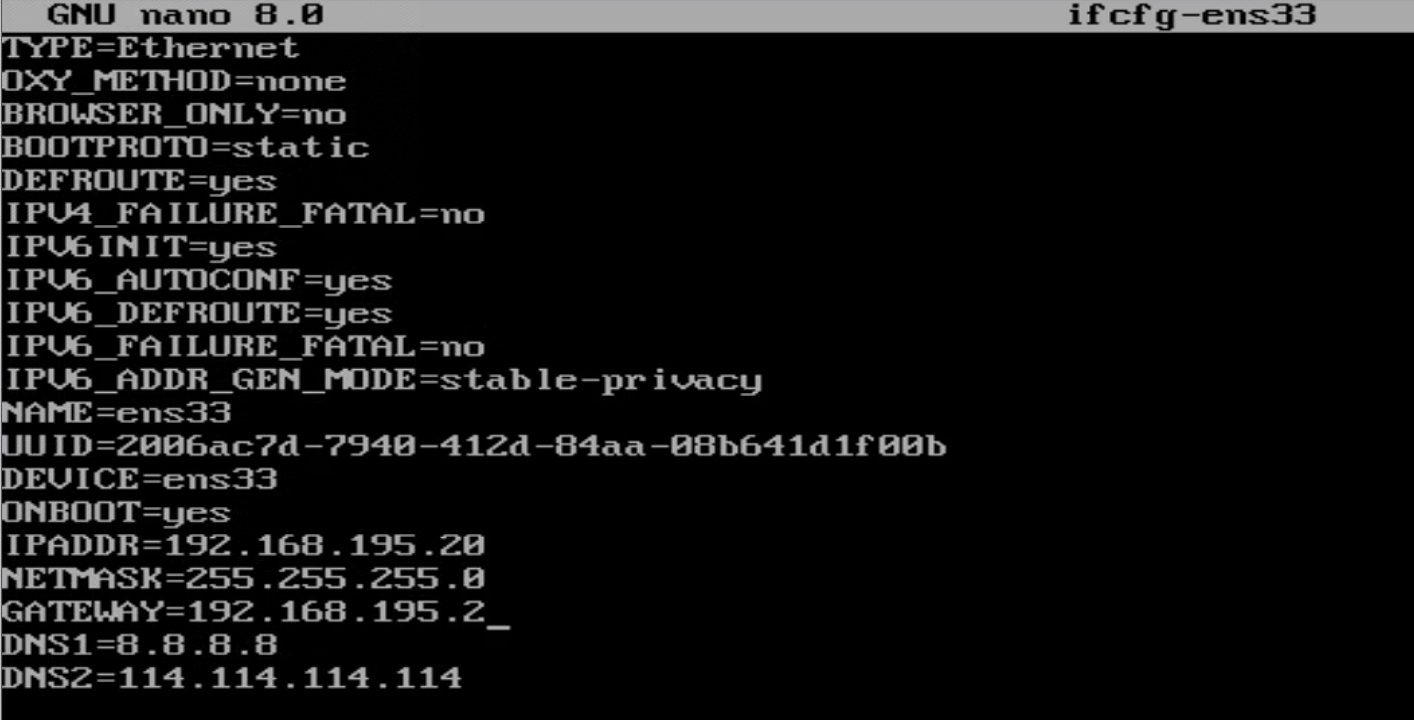 GNU nano 8.0 ifcfg-ens33
TYPE=Ethernet
OXY_METHOD=none
BROWSER_ONLY=no
BOOTPROTO=static
DEFROUTE=yes
IPV4_FAILURE_FATAL=no
IPV6INIT=yes
IPV6_AUTOCONF=yes
IPV6_DEFROUTE=yes
IPV6_FAILURE_FATAL=no
IPV6_ADDR_GEN_MODE=stable-privacy
NAME=ens33
UUID=2006ac7d-7940-412d-84aa-08b641d1f00b
DEVICE=ens33
ONBOOT=yes
IPADDR=192.168.195.20
NETMASK=255.255.255.0
GATEWAY=192.168.195.2_
DNS1=8.8.8.8
DNS2=114.114.114.114